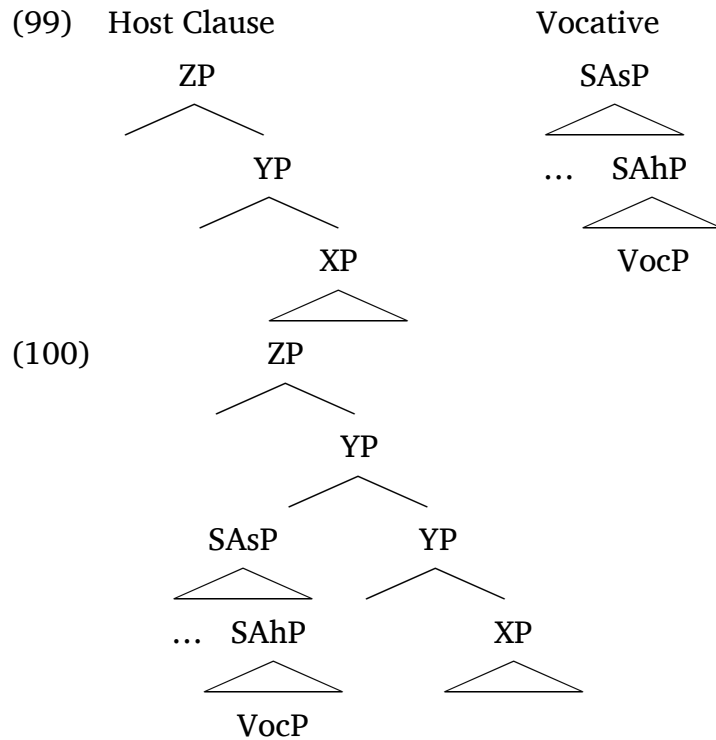 (99) Host Clause Vocative
ZP SAsP
YP … SAhP
XP VocP
(100) ZP
YP
SAsP YP
… SAhP XP
VocP